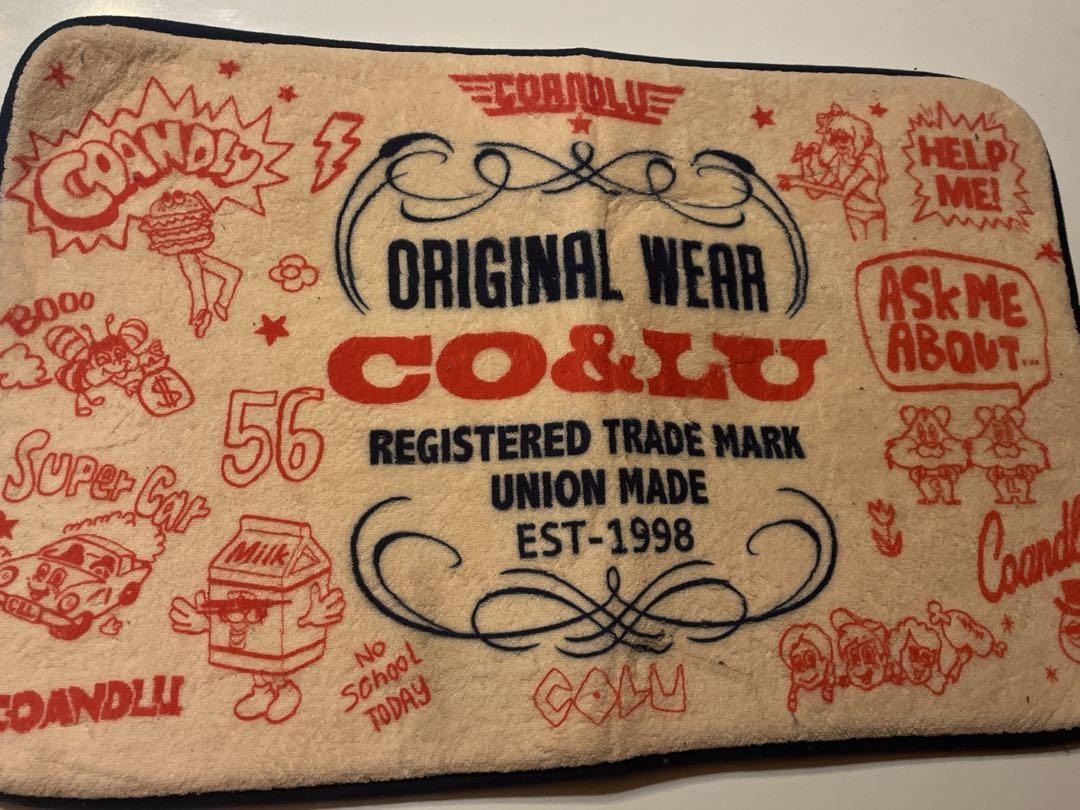 COANDLU
COANDLU
HELP
ME!
ORIGINAL WEAR
ASK ME
ABOUT...
BOOO
$
CO&LU
56
REGISTERED TRADE MARK
UNION MADE
EST-1998
Super Car
Milk
Coandl
NO
School
TODAY
COANDLU
COLU